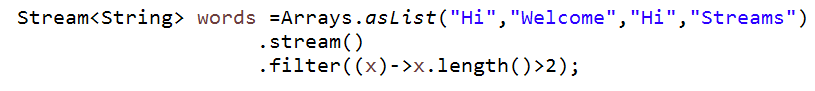 Stream<String> words =Arrays.asList("Hi","Welcome","Hi","Streams")
.stream()
.filter((x)->x.length()>2);